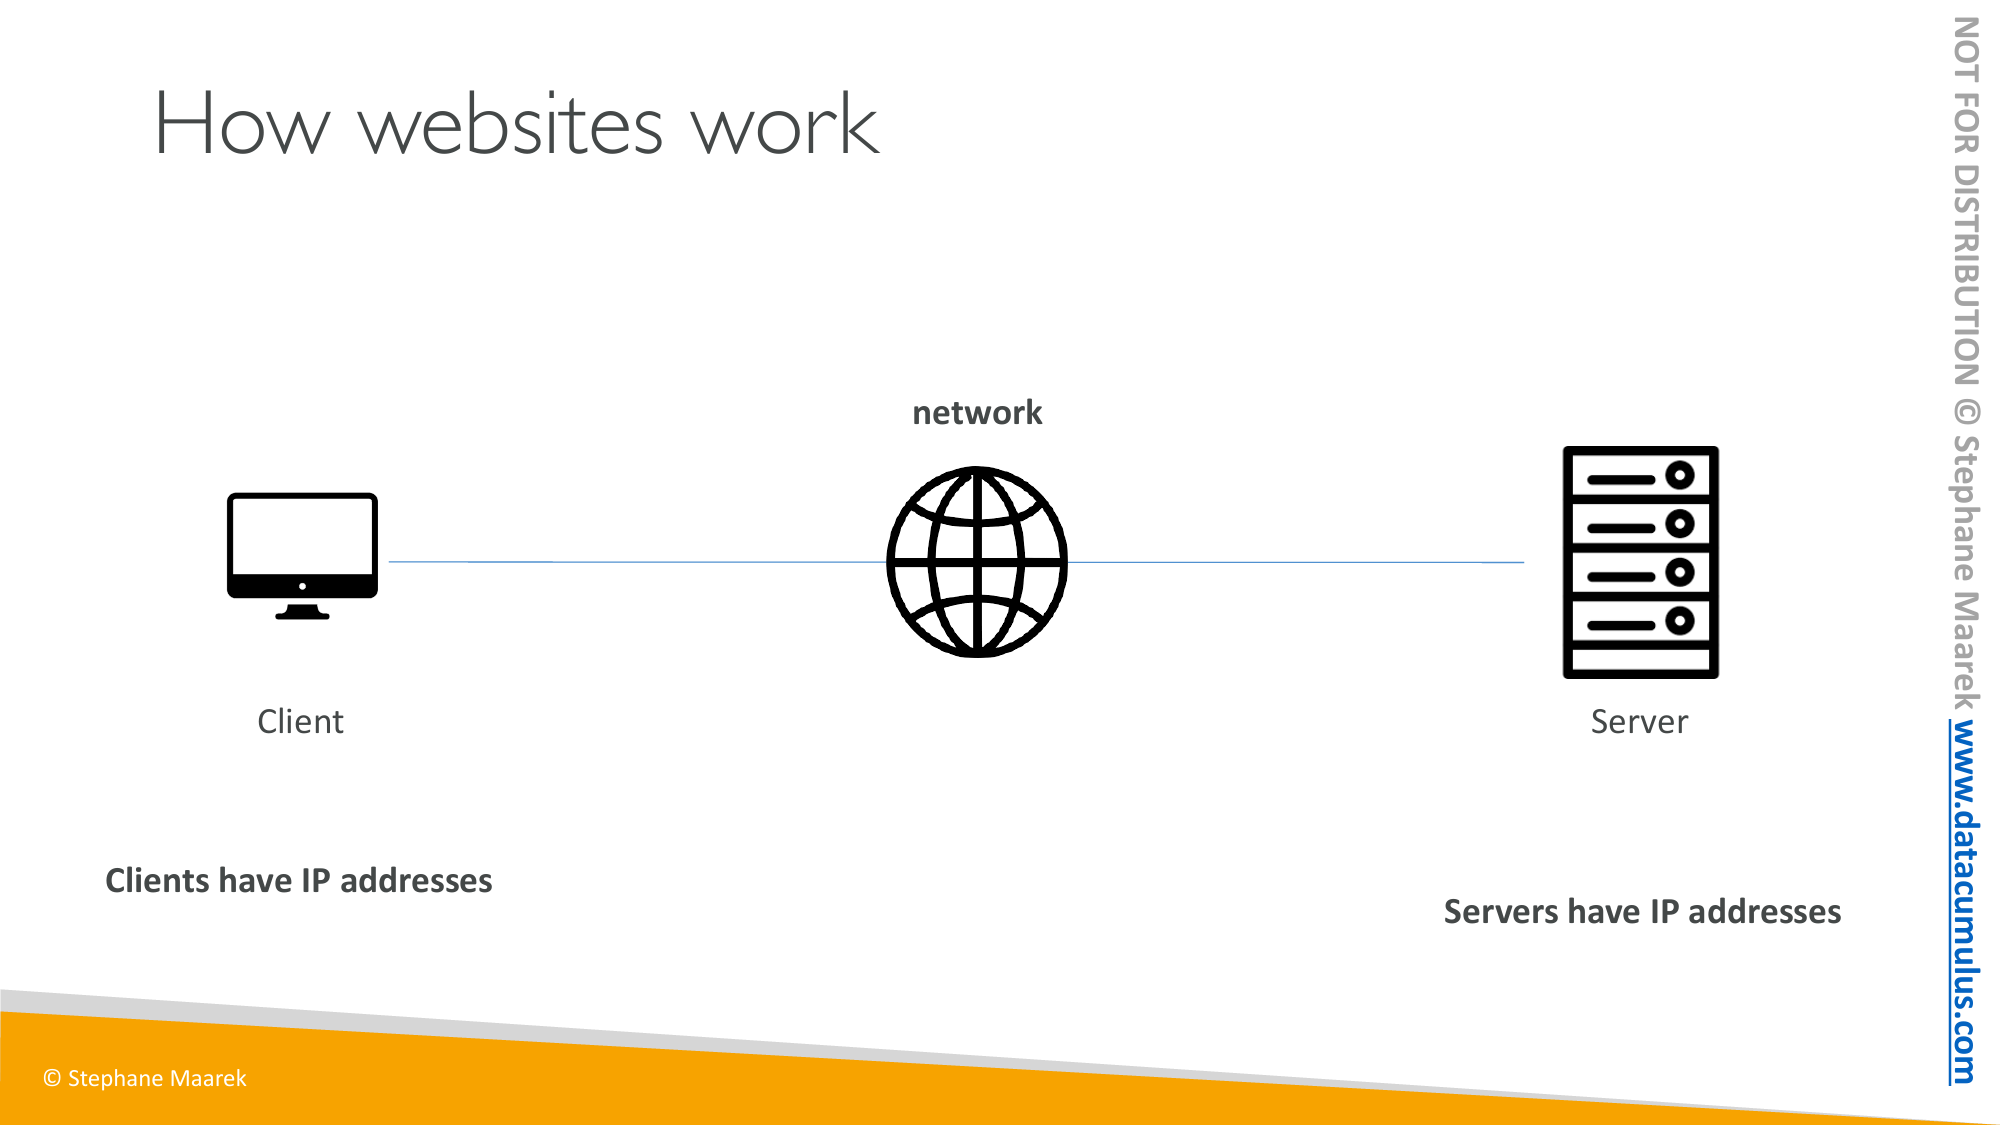 How websites work
network
Client
Server
Clients have IP addresses
Servers have IP addresses
© Stephane Maarek
NOT FOR DISTRIBUTION © Stephane Maarek www.datacumulus.com